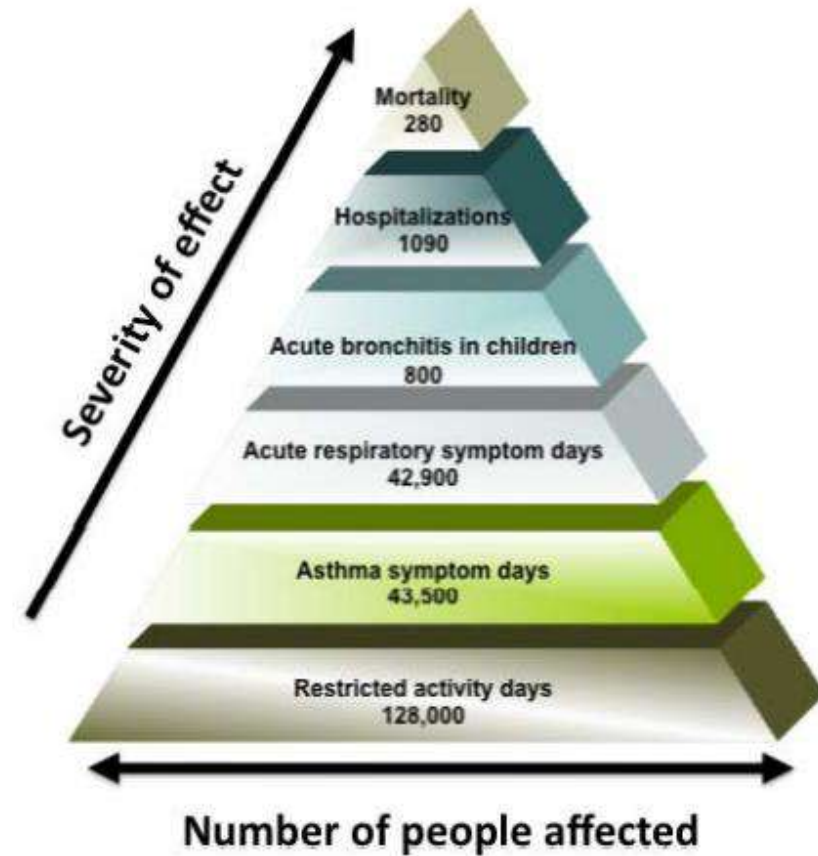 Severity of effect
Mortality
280
Hospitalizations
1090
Acute bronchitis in children
800
Acute respiratory symptom days
42,900
Asthma symptom days
43,500
Restricted activity days
128,000
Number of people affected